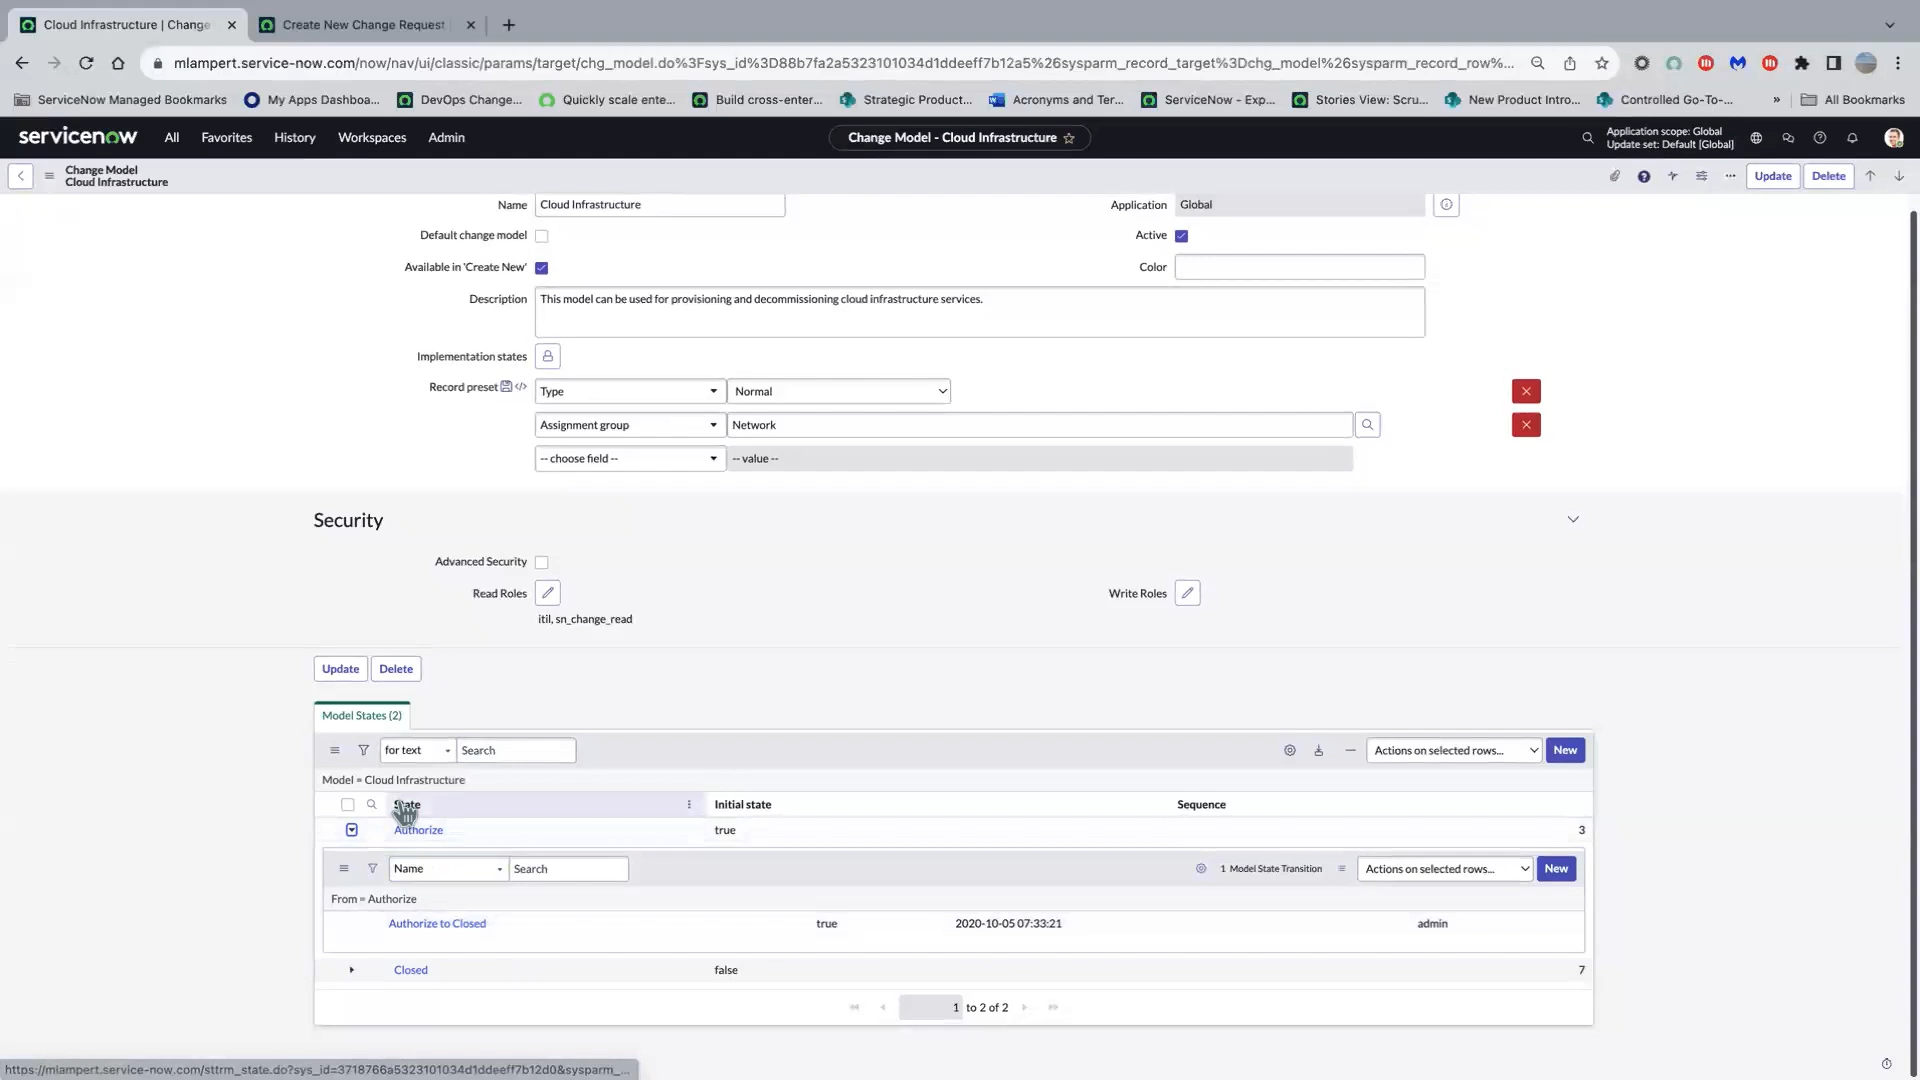 Cloud Infrastructure | Change
Create New Change Request
mlampert.service-now.com/now/nav/ui/classic/params/target/chg_model.do%3Fsys_id%3D88b7fa2a5323101034d1ddeeff7b12a5%26sysparm_record_target%3Dchg_model%26sysparm_record_row%...
ServiceNow Managed Bookmarks My Apps Dashboa... DevOps Change... Quickly scale ente... Build cross-enter... Strategic Product... Acronyms and Ter... ServiceNow - Exp... Stories View: Scru... New Product Intro... Controlled Go-To-... » All Bookmarks
servicenow All Favorites History Workspaces Admin Change Model - Cloud Infrastructure Application scope: Global
Update set: Default [Global]
Change Model
Cloud Infrastructure
Update Delete
Name Cloud Infrastructure Application Global
Default change model Active
Available in 'Create New' Color
Description This model can be used for provisioning and decommissioning cloud infrastructure services.
Implementation states
Record preset Type Normal
Assignment group Network
-- choose field -- -- value --
Security
Advanced Security
Read Roles Write Roles
itil, sn_change_read
Update Delete
Model States (2)
for text Search Actions on selected rows... New
Model = Cloud Infrastructure
State Initial state Sequence
Authorize true 3
Name Search 1 Model State Transition Actions on selected rows... New
From = Authorize
Authorize to Closed true 2020-10-05 07:33:21 admin
Closed false 7
1 to 2 of 2
https://mlampert.service-now.com/sttrm_state.do?sys_id=3718766a5323101034d1ddeeff7b12d0&sysparm_...